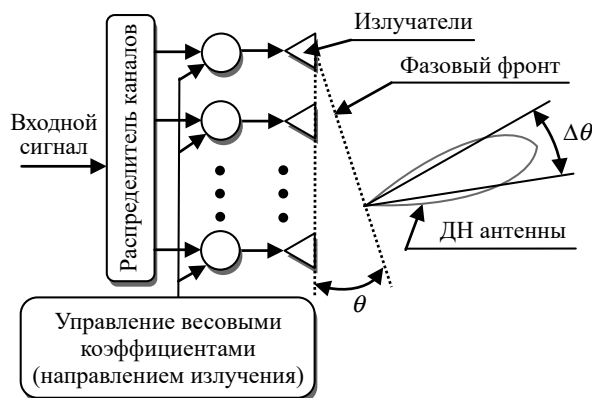 Излучатели
Фазовый фронт
Распределитель каналов
Входной
сигнал
Δθ
ДН антенны
θ
Управление весовыми
коэффициентами
(направлением излучения)